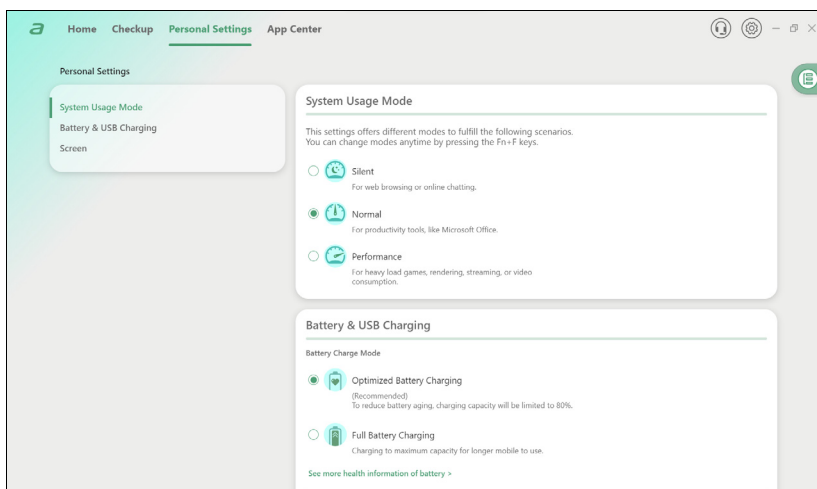 a Home Checkup Personal Settings App Center
Personal Settings
System Usage Mode
Battery & USB Charging
Screen
System Usage Mode
This settings offers different modes to fulfill the following scenarios.
You can change modes anytime by pressing the Fn+F keys.
Silent
For web browsing or online chatting.
Normal
For productivity tools, like Microsoft Office.
Performance
For heavy load games, rendering, streaming, or video
consumption.
Battery & USB Charging
Battery Charge Mode
Optimized Battery Charging
(Recommended)
To reduce battery aging, charging capacity will be limited to 80%.
Full Battery Charging
Charging to maximum capacity for longer mobile to use.
See more health information of battery >